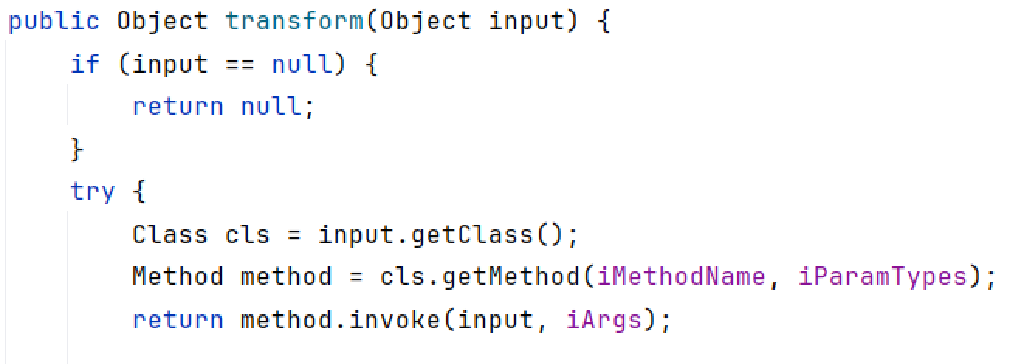 public Object transform(Object input) {
    if (input == null) {
        return null;
    }
    try {
        Class cls = input.getClass();
        Method method = cls.getMethod(iMethodName, iParamTypes);
        return method.invoke(input, iArgs);